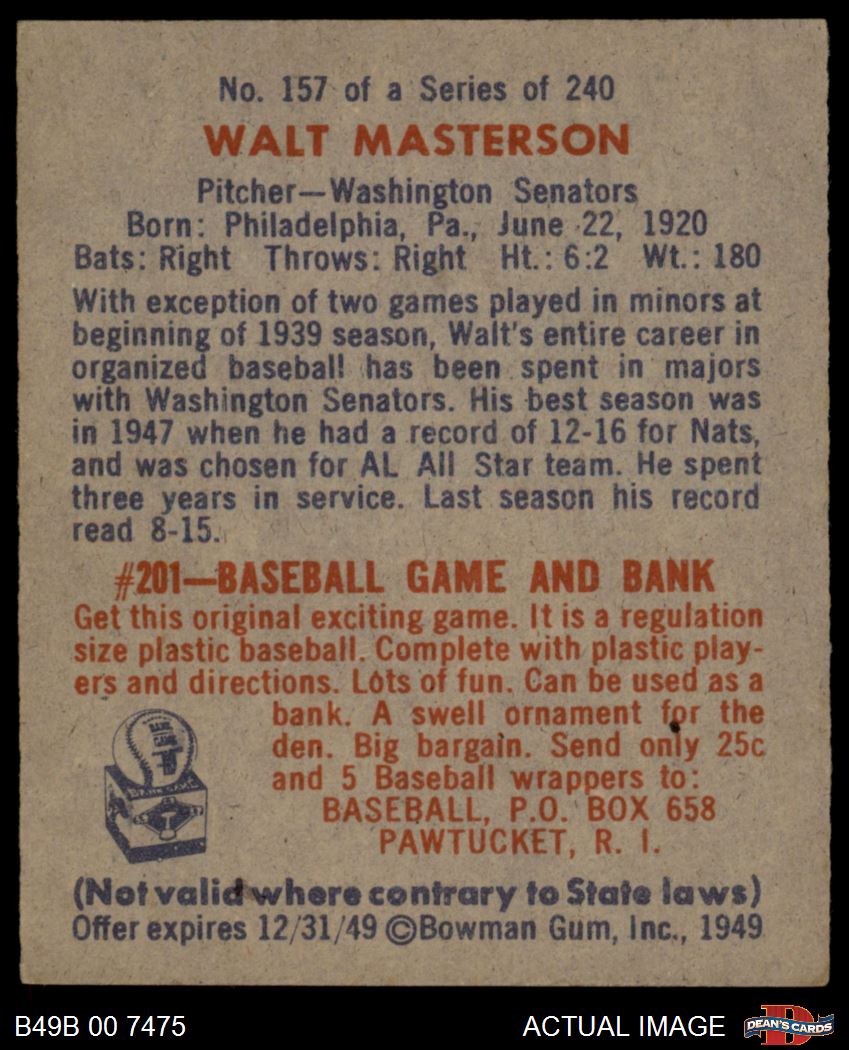 No. 157 of a Series of 240
WALT MASTERSON
Pitcher—Washington Senators
Born: Philadelphia, Pa., June 22, 1920
Bats: Right Throws: Right Ht.: 6:2 Wt.: 180
With exception of two games played in minors at
beginning of 1939 season, Walt's entire career in
organized baseball has been spent in majors
with Washington Senators. His best season was
in 1947 when he had a record of 12-16 for Nats,
and was chosen for AL All Star team. He spent
three years in service. Last season his record
read 8-15.
#201—BASEBALL GAME AND BANK
Get this original exciting game. It is a regulation
size plastic baseball. Complete with plastic play-
ers and directions. Lots of fun. Can be used as a
bank. A swell ornament for the
den. Big bargain. Send only 25c
and 5 Baseball wrappers to:
BASEBALL, P.O. BOX 658
PAWTUCKET, R. I.
(Not valid where contrary to State laws)
Offer expires 12/31/49 ©Bowman Gum, Inc., 1949
B49B 00 7475
ACTUAL IMAGE
DEAN'S CARDS